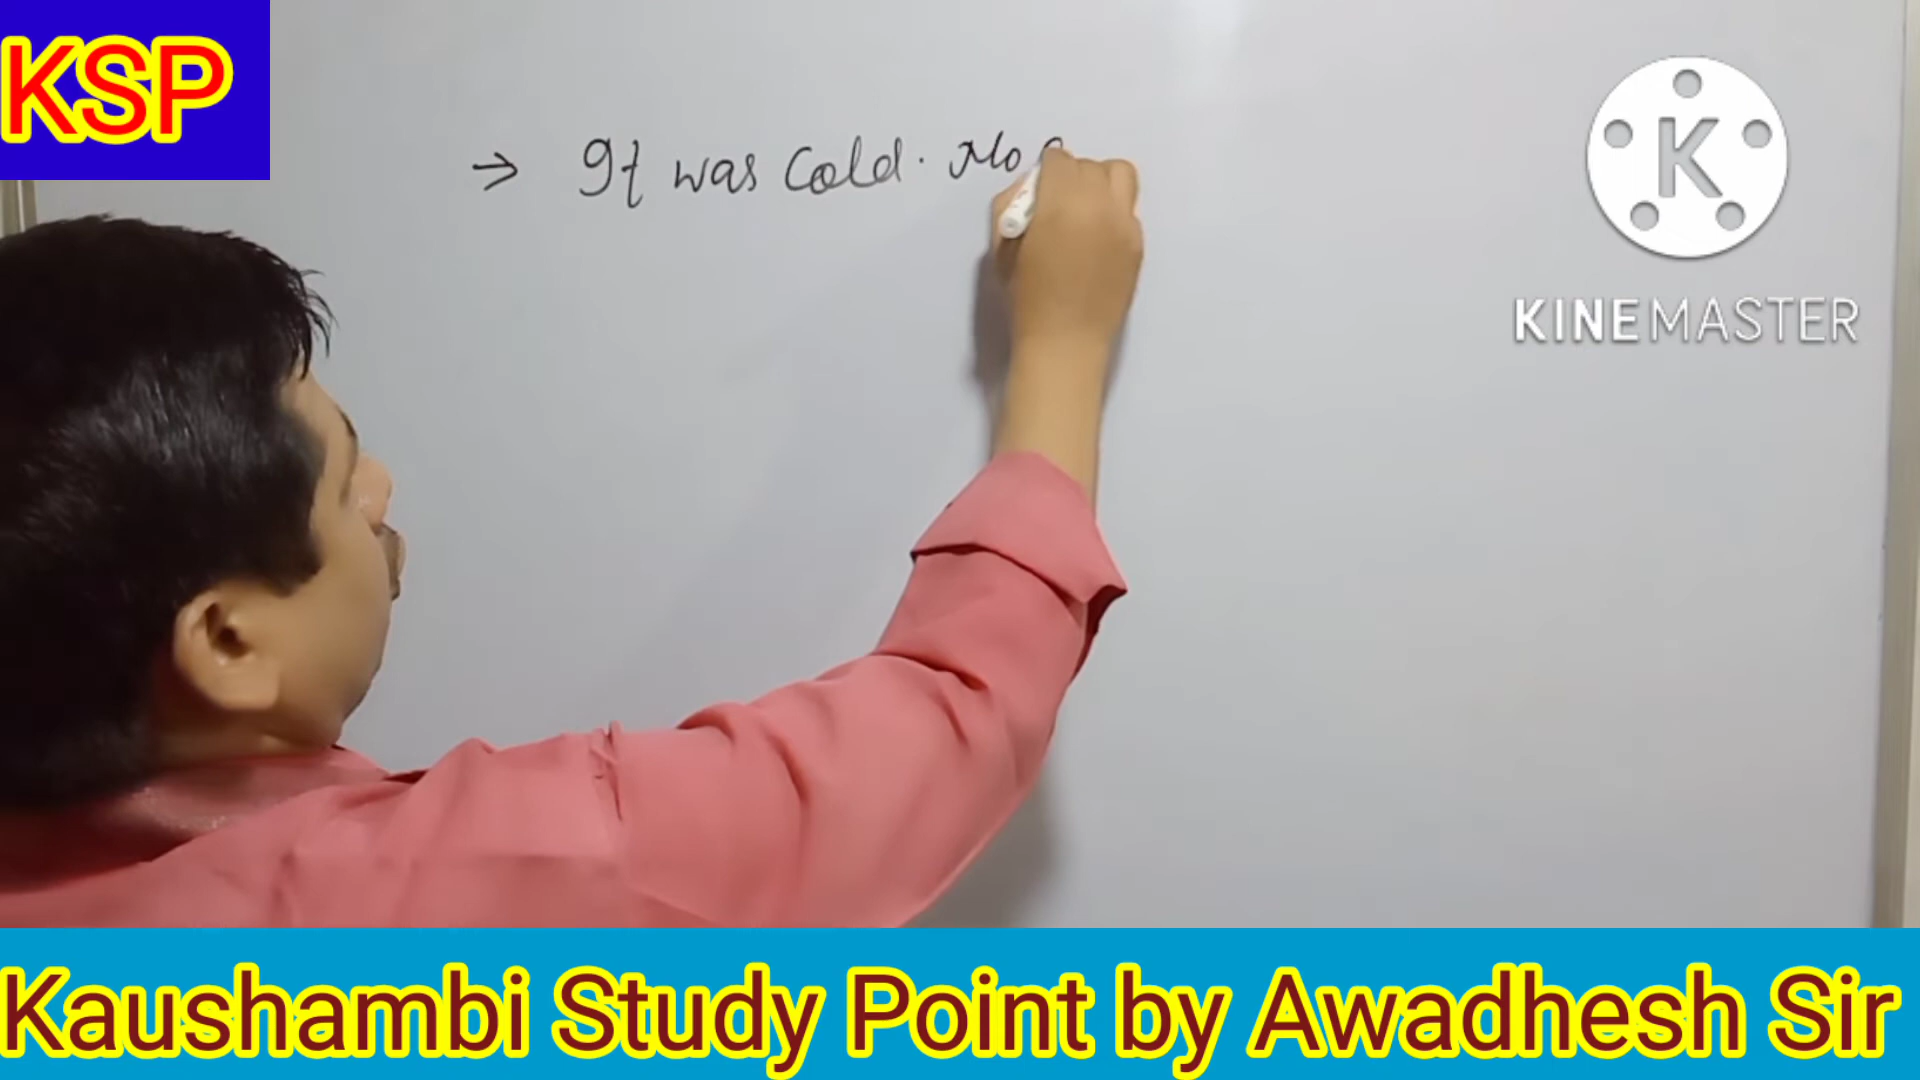 KSP
→ It was Cold. No
KINEMASTER
K
Kaushambi Study Point by Awadhesh Sir